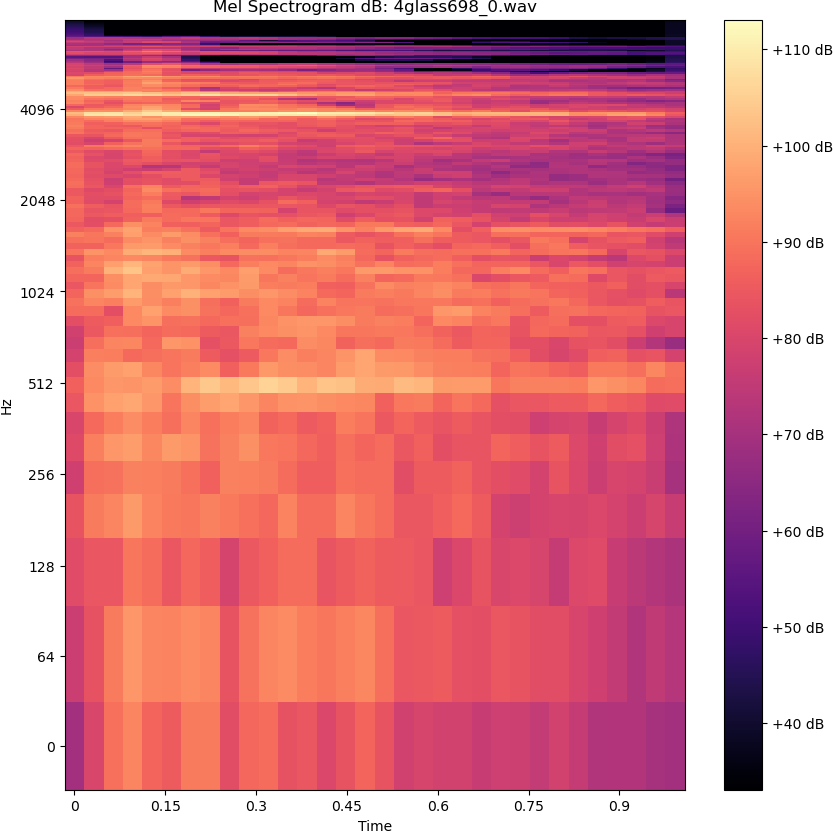 Mel Spectrogram dB: 4glass698_0.wav
+110 dB
4096
+100 dB
2048
+90 dB
1024
+80 dB
512
Hz
+70 dB
256
+60 dB
128
+50 dB
64
+40 dB
0
0 0.15 0.3 0.45 0.6 0.75 0.9
Time